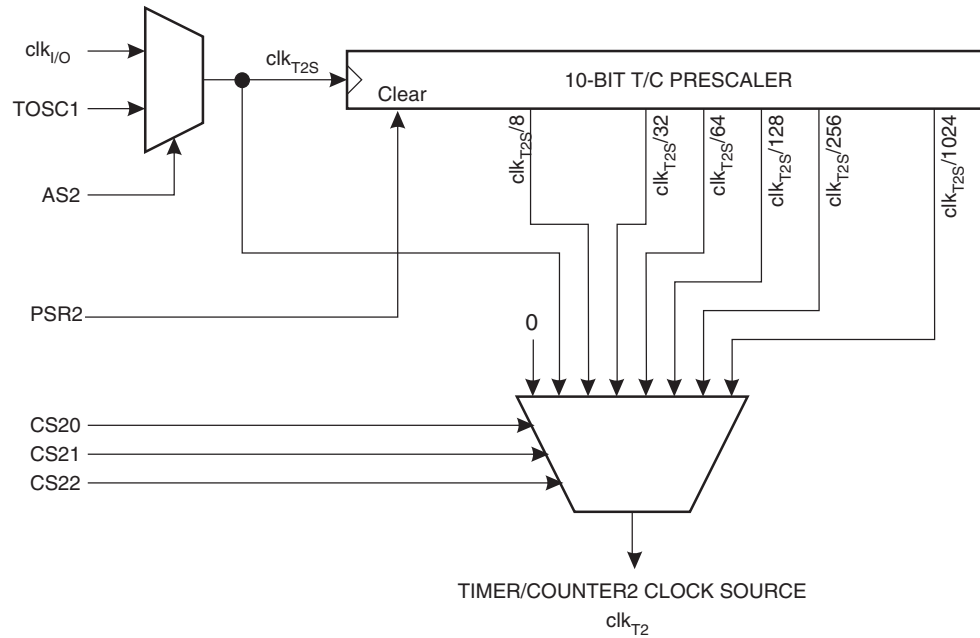 clkI/O
clkT2S
10-BIT T/C PRESCALER
TOSC1
Clear
clkT2S/8
clkT2S/32
clkT2S/64
clkT2S/128
clkT2S/256
clkT2S/1024
AS2
PSR2
0
CS20
CS21
CS22
TIMER/COUNTER2 CLOCK SOURCE
clkT2